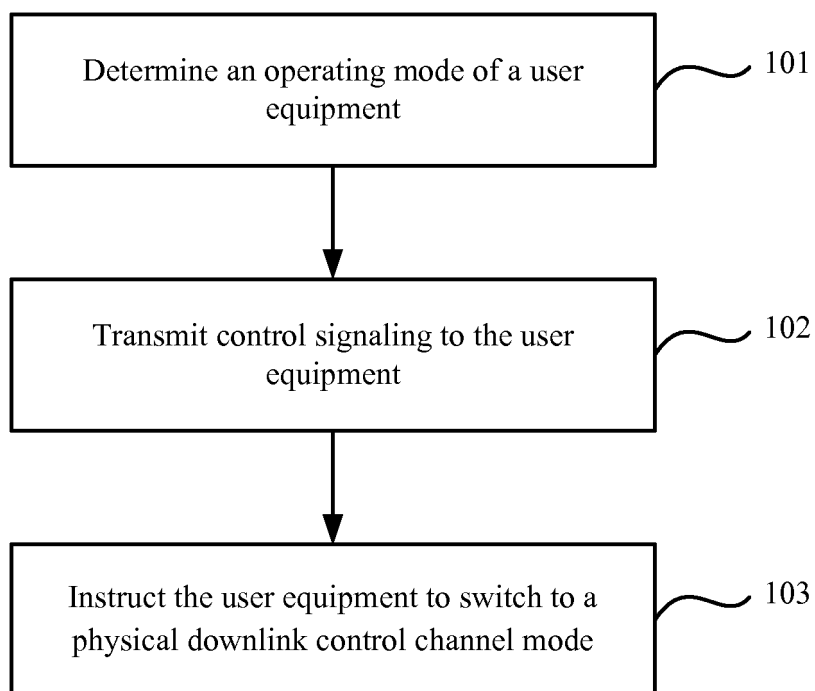 Determine an operating mode of a user
equipment
101
Transmit control signaling to the user
equipment
102
Instruct the user equipment to switch to a
physical downlink control channel mode
103